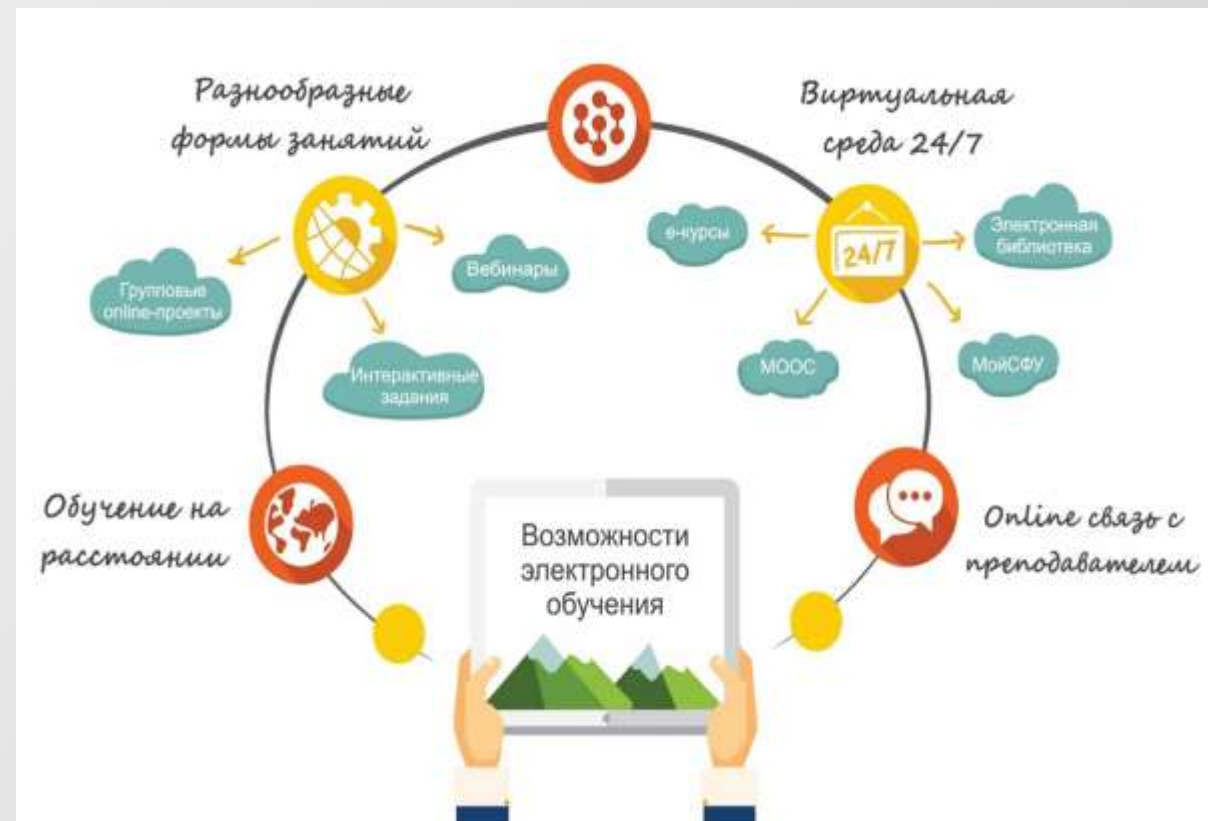 Разнообразные
формы занятий
Виртуальная
среда 24/7
е-курсы
24/7
Электронная
библиотека
Вебинары
Групповые
online-проекты
Интерактивные
задания
МООС
МойСФУ
Обучение на
расстоянии
Возможности
электронного
обучения
Online связь с
преподавателем